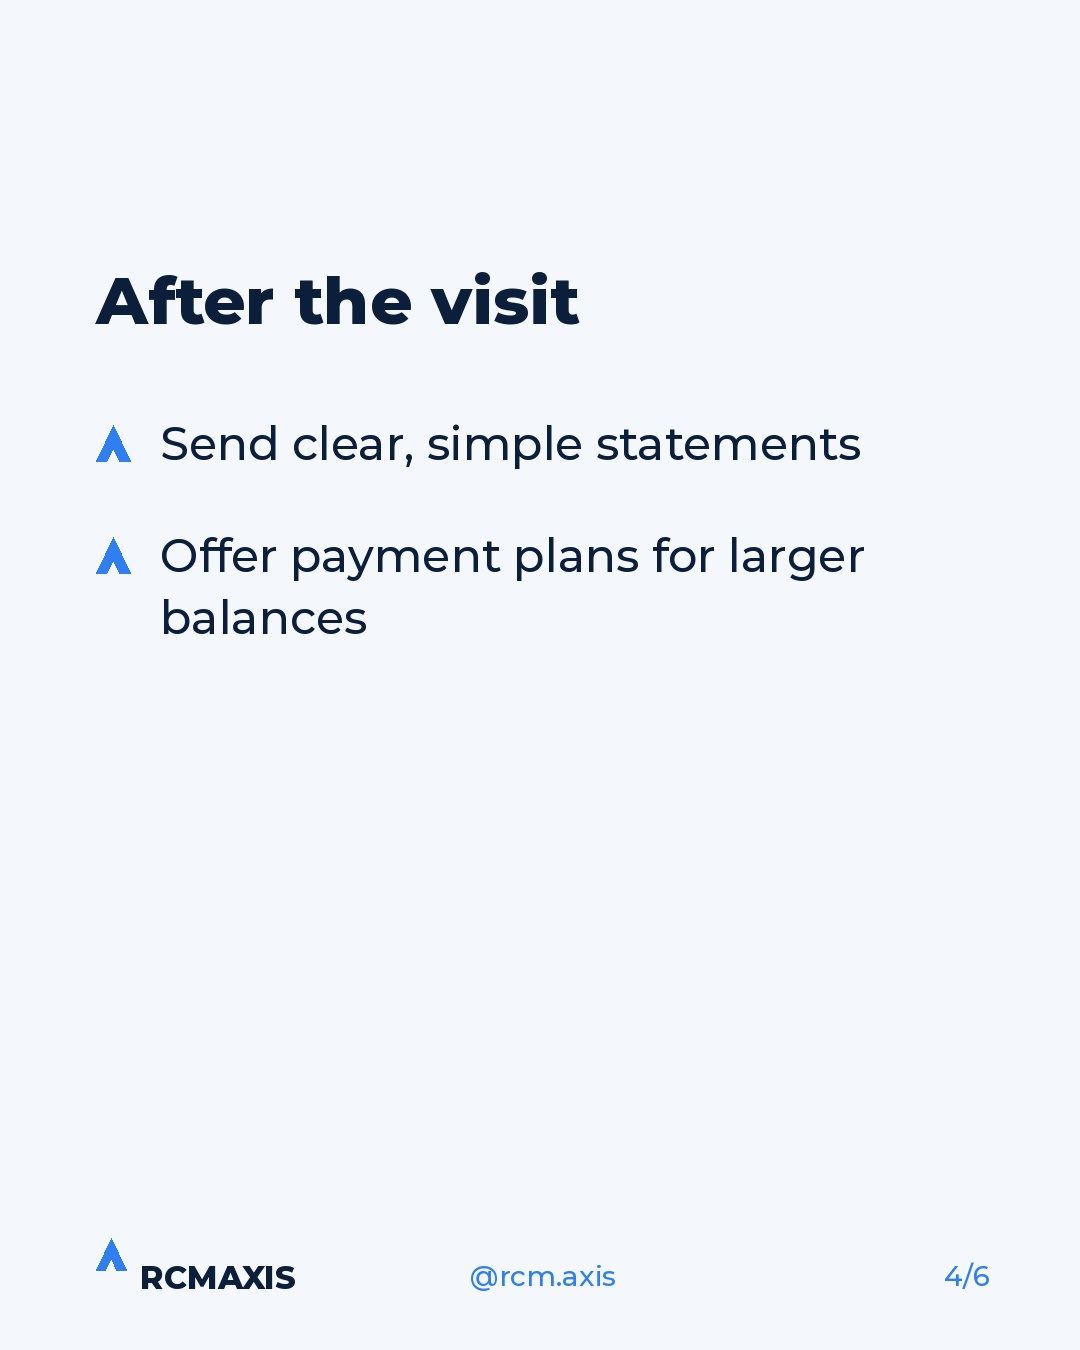 After the visit
Send clear, simple statements
Offer payment plans for larger
balances
RCMAXIS
@rcm.axis
4/6